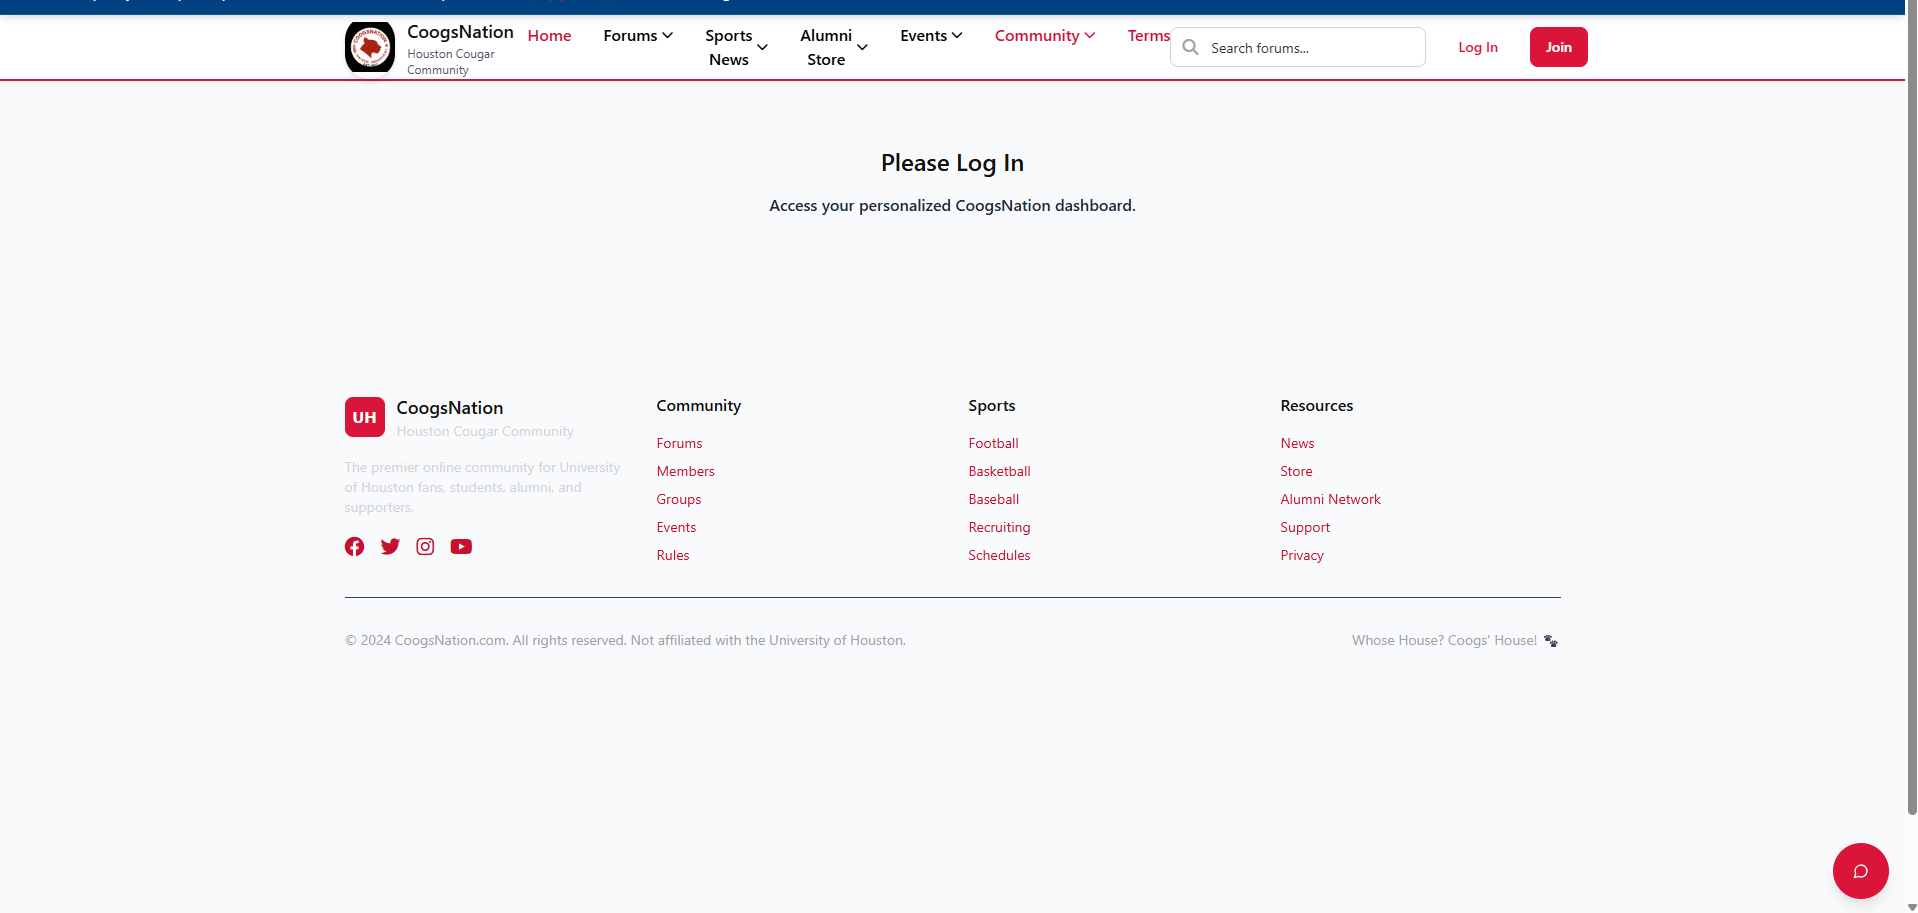 CoogsNation
Houston Cougar
Community
Home
Forums
Sports
News
Alumni
Store
Events
Community
Terms
Search forums...
Log In
Join
Please Log In
Access your personalized CoogsNation dashboard.
UH
CoogsNation
Houston Cougar Community
The premier online community for University
of Houston fans, students, alumni, and
supporters.
Community
Forums
Members
Groups
Events
Rules
Sports
Football
Basketball
Baseball
Recruiting
Schedules
Resources
News
Store
Alumni Network
Support
Privacy
© 2024 CoogsNation.com. All rights reserved. Not affiliated with the University of Houston.
Whose House? Coogs' House! 🐾